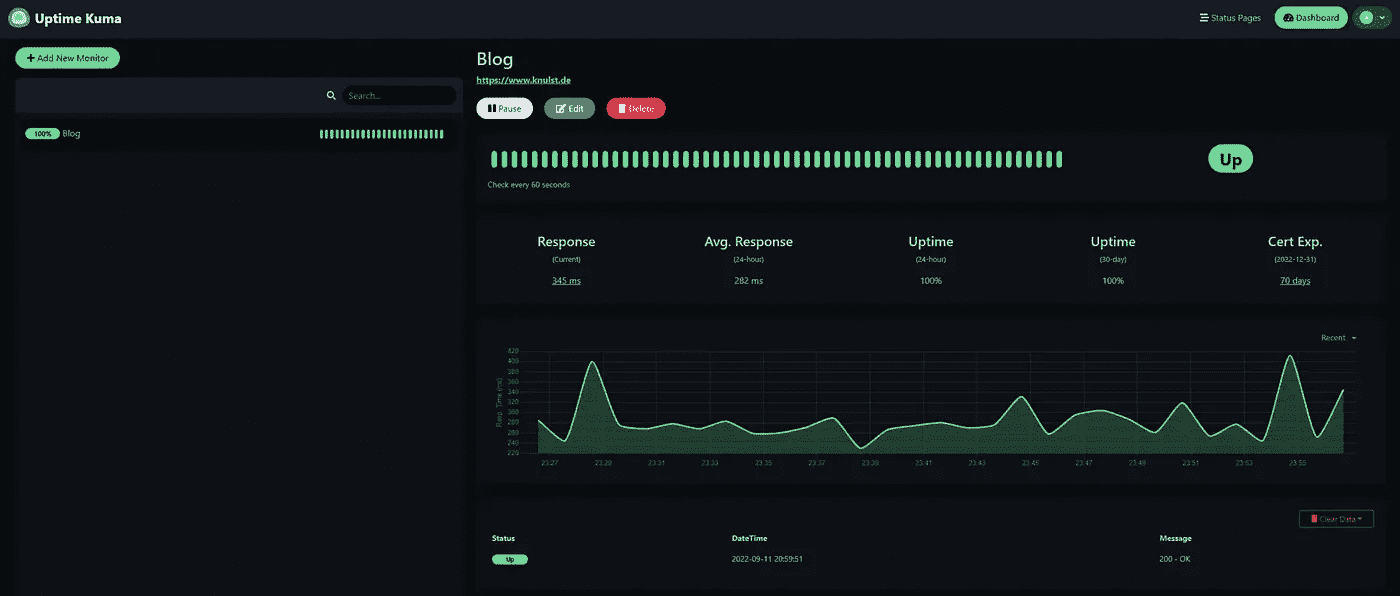 Uptime Kuma
Status Pages
Dashboard
Add New Monitor
Search...
100% Blog
Blog
https://www.knulst.de
Pause Edit Delete
Check every 60 seconds
Up
Response Avg. Response Uptime Uptime Cert Exp.
(Current) (24-hour) (24-hour) (30-day) (2022-12-31)
345 ms 282 ms 100% 100% 70 days
Recent
Resp. Time (ms)
420
400
380
360
340
320
300
280
260
240
220
23:27 23:29 23:31 23:33 23:35 23:37 23:39 23:41 23:43 23:45 23:47 23:49 23:51 23:53 23:55
Clear Data
Status DateTime Message
Up 2022-09-11 20:59:51 200 - OK